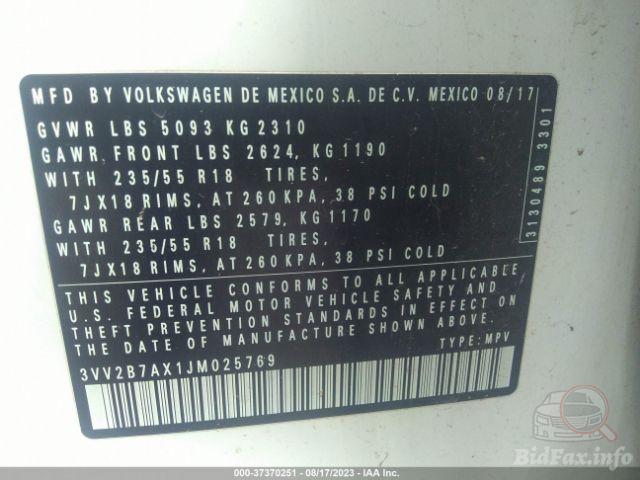 MFD BY VOLKSWAGEN DE MEXICO S.A. DE C.V. MEXICO 08/17
GVWR LBS 5093 KG 2310
GAWR FRONT LBS 2624, KG 1190
WITH 235/55 R18 TIRES,
7JX18 RIMS, AT 260 KPA, 38 PSI COLD
GAWR REAR LBS 2579, KG 1170
WITH 235/55 R18 TIRES,
7JX18 RIMS, AT 260 KPA, 38 PSI COLD
THIS VEHICLE CONFORMS TO ALL APPLICABLE
U.S. FEDERAL MOTOR VEHICLE SAFETY AND
THEFT PREVENTION STANDARDS IN EFFECT ON
THE DATE OF MANUFACTURE SHOWN ABOVE.
3VV2B7AX1JM025769 TYPE: MPV
3130489 3301
BidFax.info
000-37370251 - 08/17/2023 - IAA Inc.